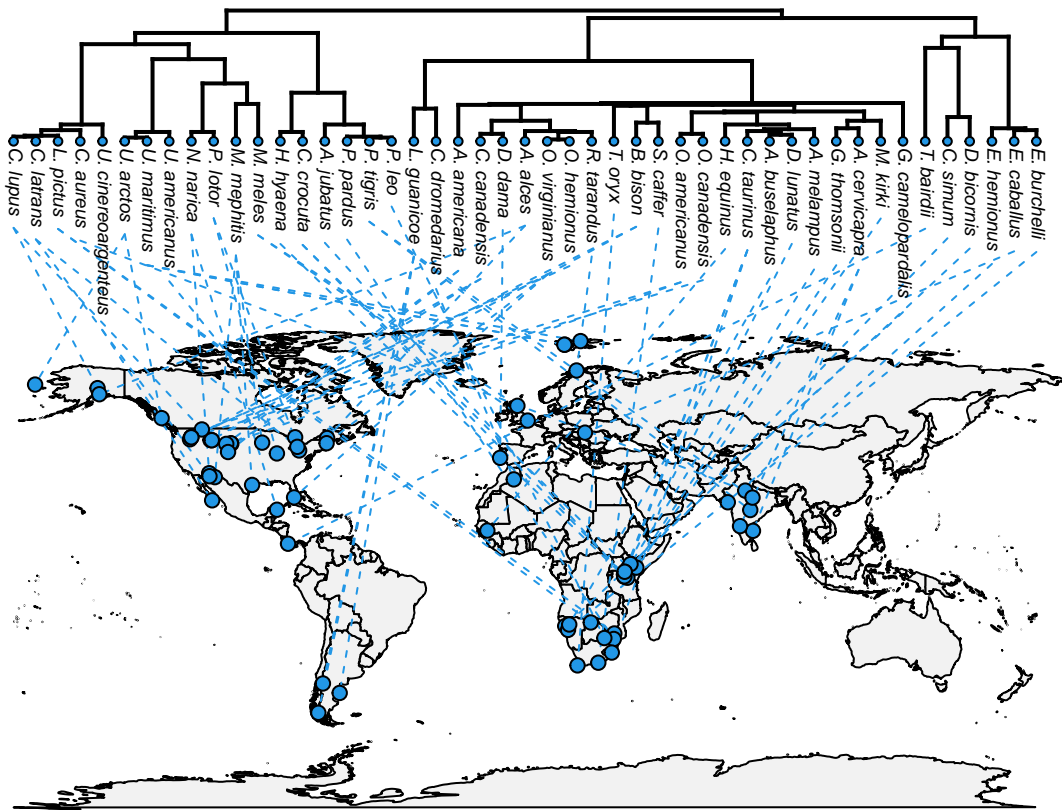 C. lupus
C. latrans
L. pictus
C. aureus
U. cinereoargenteus
U. arctos
U. maritimus
U. americanus
N. narica
P. lotor
M. mephitis
M. meles
H. hyaena
C. crocuta
A. jubatus
P. pardus
P. tigris
P. leo
L. guanicoe
C. dromedarius
A. americana
C. canadensis
D. dama
A. alces
O. virginianus
O. hemionus
R. tarandus
T. oryx
B. bison
S. caffer
O. americanus
O. canadensis
H. equinus
C. taurinus
A. buselaphus
D. lunatus
A. melampus
G. thomsonii
A. cervicapra
M. kirkii
G. camelopardalis
T. bairdii
C. simum
D. bicornis
E. hemionus
E. caballus
E. burchelli